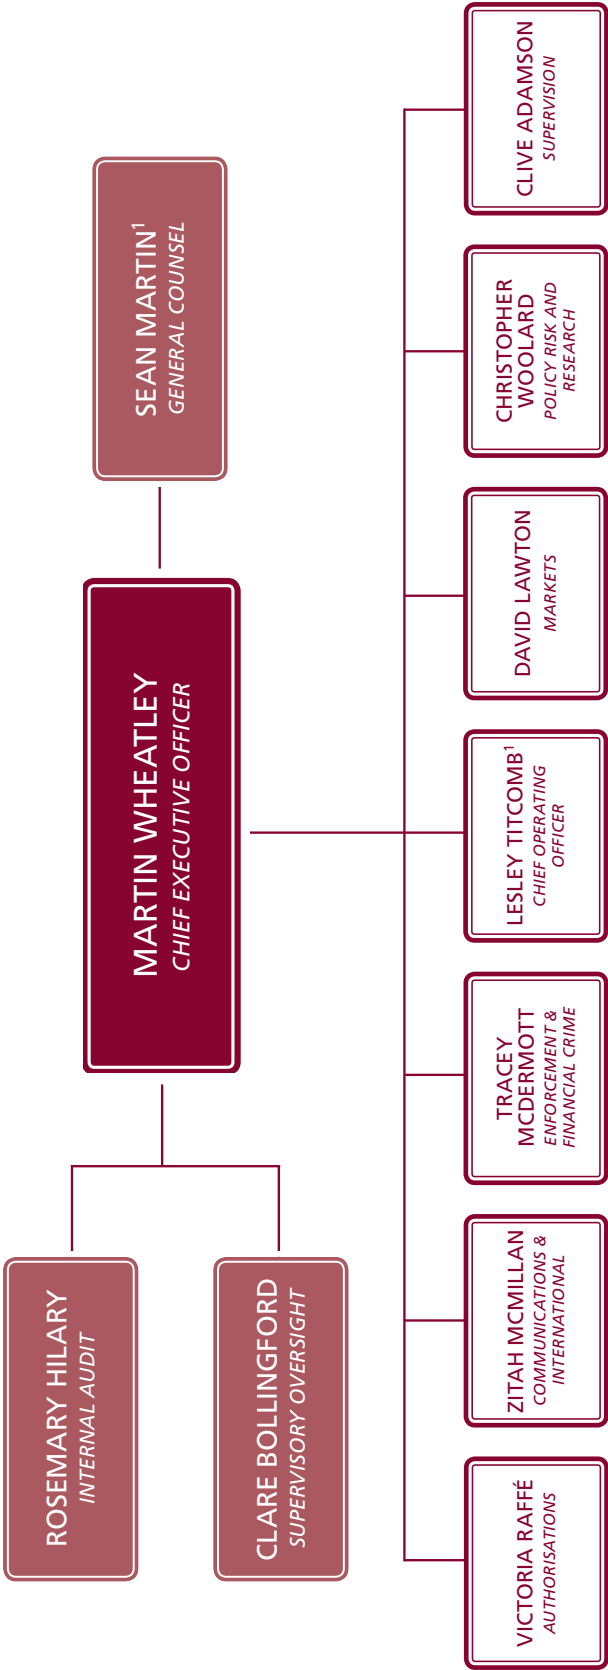 ROSEMARY HILARY
INTERNAL AUDIT
CLARE BOLLINGFORD
SUPERVISORY OVERSIGHT
MARTIN WHEATLEY
CHIEF EXECUTIVE OFFICER
SEAN MARTIN¹
GENERAL COUNSEL
VICTORIA RAFFÉ
AUTHORISATIONS
ZITAH MCMILLAN
COMMUNICATIONS &
INTERNATIONAL
TRACEY
MCDERMOTT
ENFORCEMENT &
FINANCIAL CRIME
LESLEY TITCOMB¹
CHIEF OPERATING
OFFICER
DAVID LAWTON
MARKETS
CHRISTOPHER
WOOLARD
POLICY RISK AND
RESEARCH
CLIVE ADAMSON
SUPERVISION